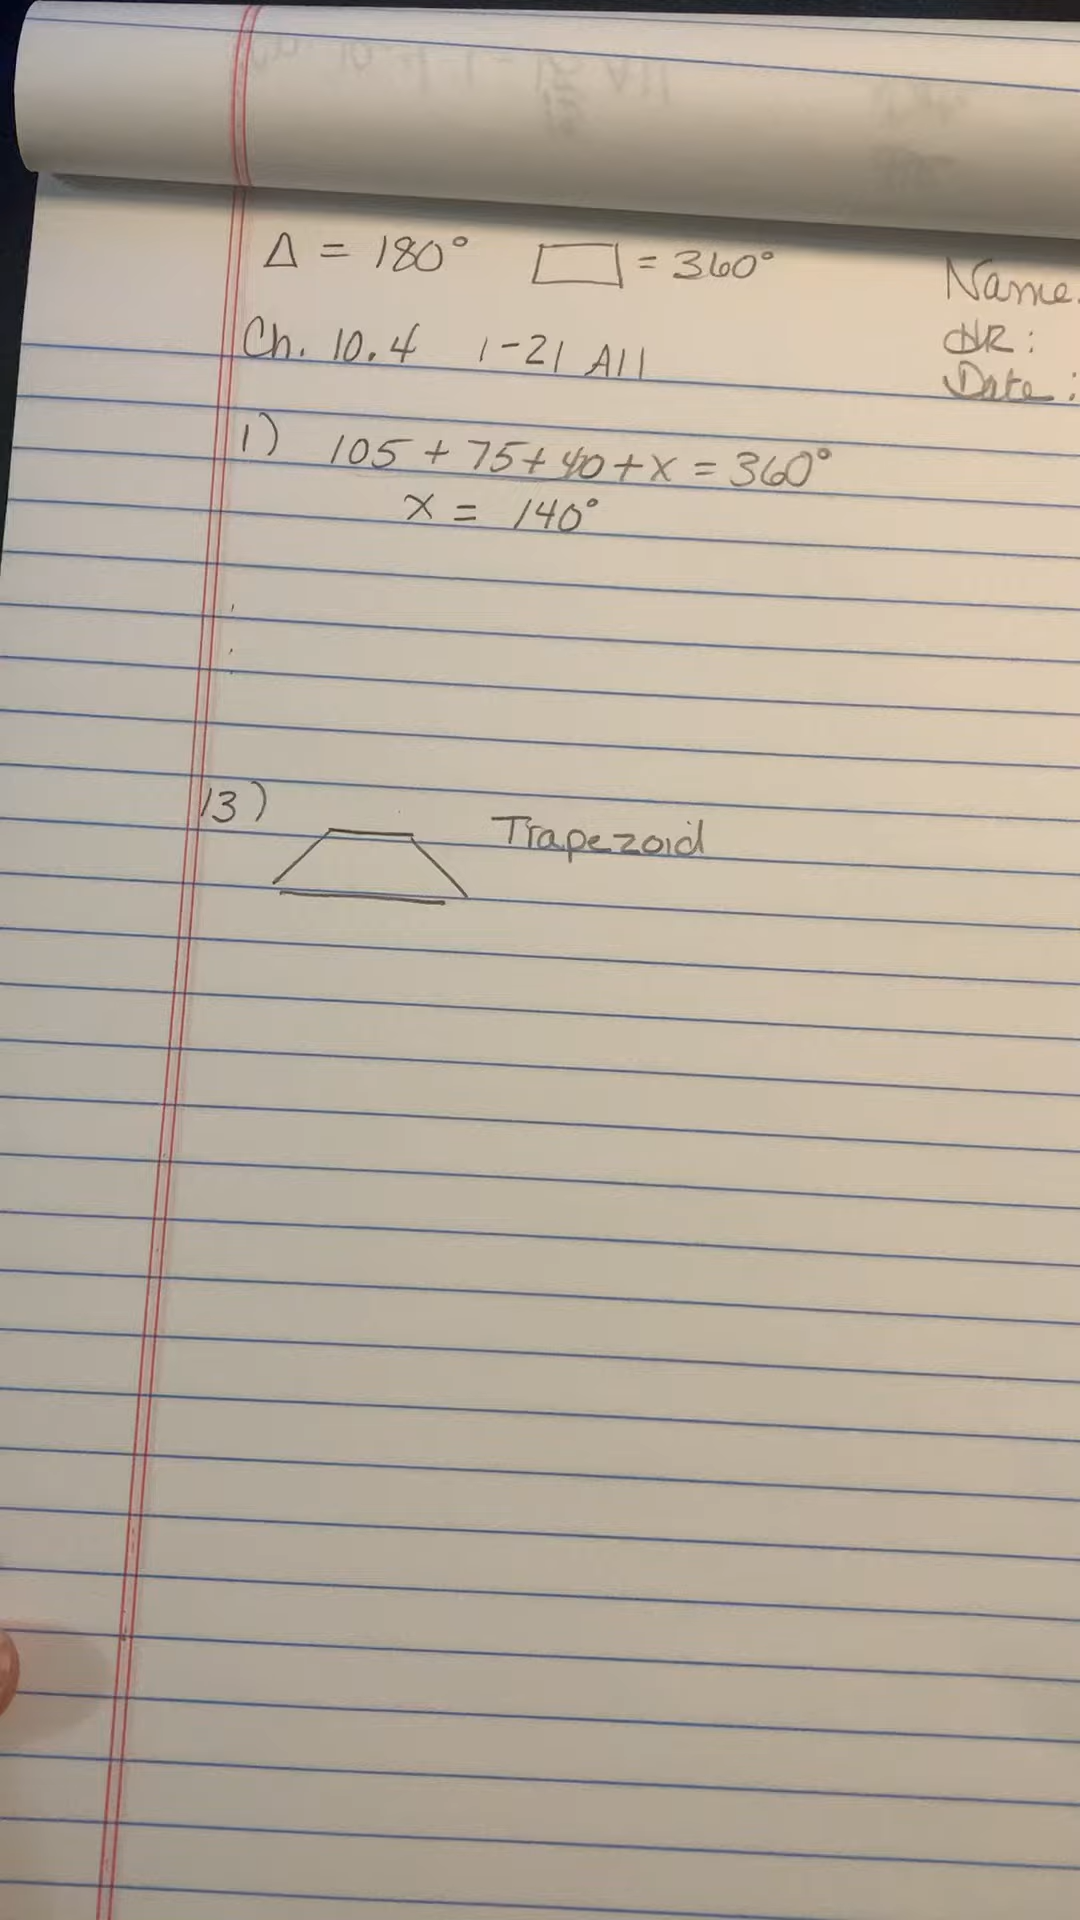 Δ = 180° ▭ = 360°
Name:
HR:
Date:
Ch. 10.4 1-21 All
1) 105 + 75 + 40 + x = 360°
x = 140°
13) Trapezoid